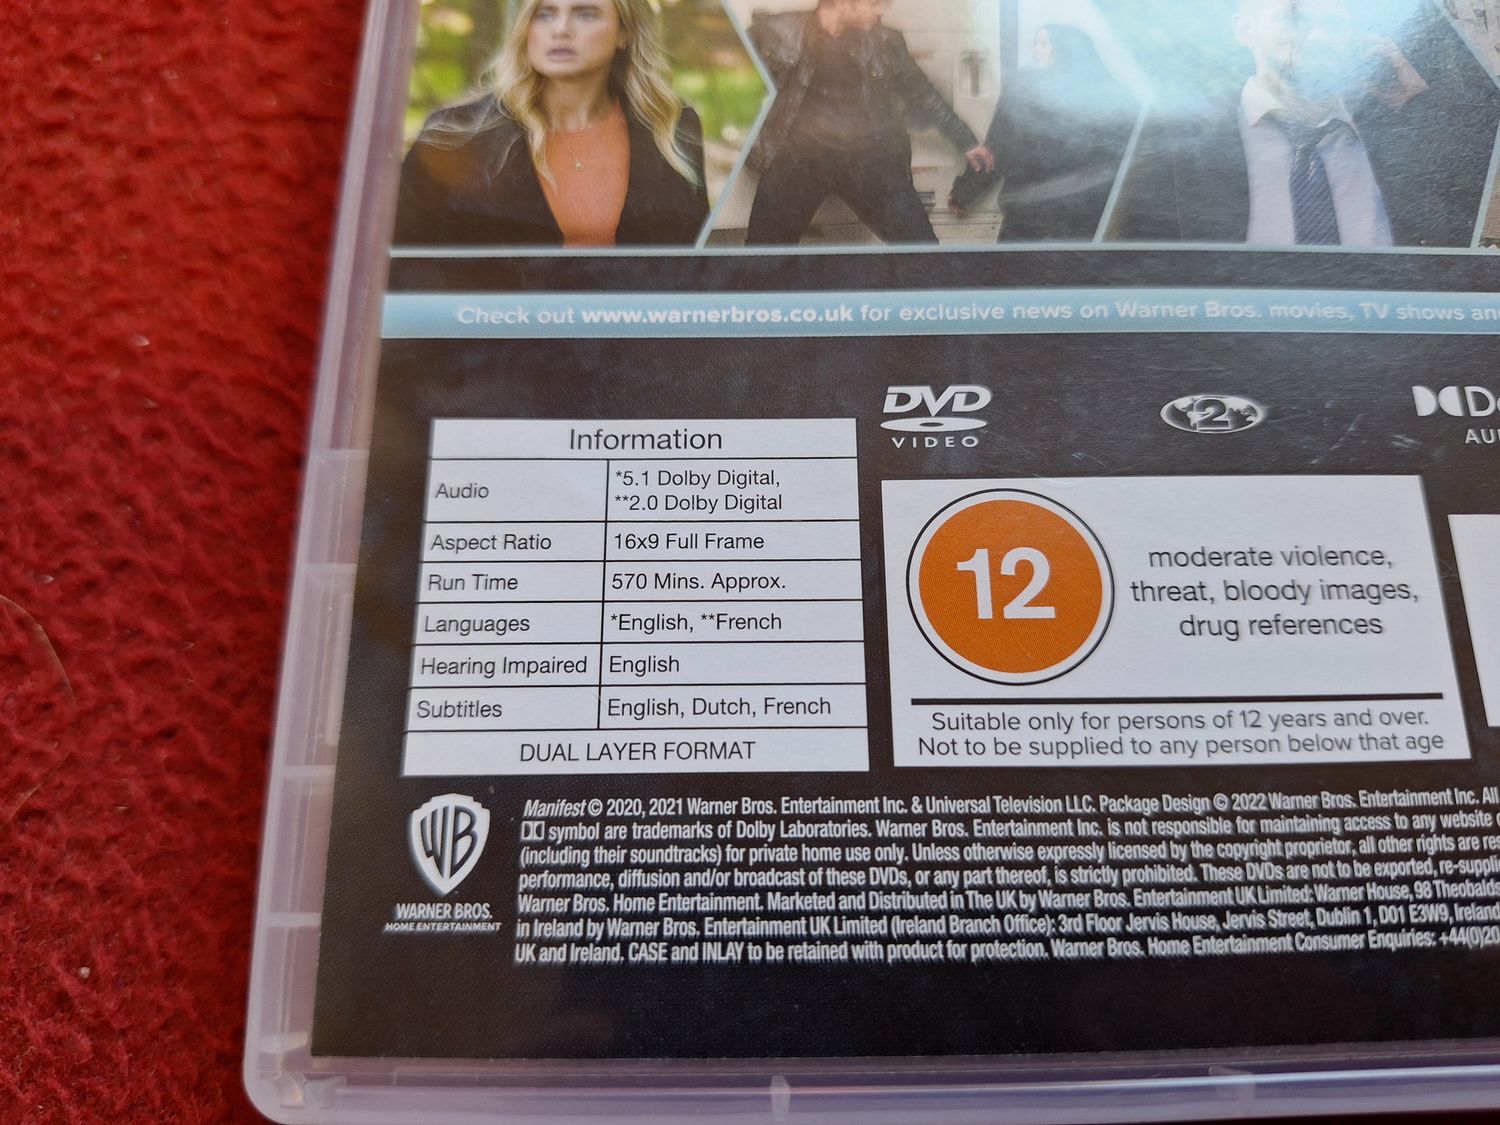 Check out www.warnerbros.co.uk for exclusive news on Warner Bros. movies, TV shows
DVD
VIDEO
2
Information
Audio *5.1 Dolby Digital,
**2.0 Dolby Digital
Aspect Ratio 16x9 Full Frame
Run Time 570 Mins. Approx.
Languages *English, **French
Hearing Impaired English
Subtitles English, Dutch, French
DUAL LAYER FORMAT
12
moderate violence,
threat, bloody images,
drug references
Suitable only for persons of 12 years and over.
Not to be supplied to any person below that age
WB
WARNER BROS.
HOME ENTERTAINMENT
Manifest © 2020, 2021 Warner Bros. Entertainment Inc. & Universal Television LLC. Package Design © 2022 Warner Bros. Entertainment Inc. All
symbol are trademarks of Dolby Laboratories. Warner Bros. Entertainment Inc. is not responsible for maintaining access to any website
(including their soundtracks) for private home use only. Unless otherwise expressly licensed by the copyright proprietor, all other rights are
performance, diffusion and/or broadcast of these DVDs, or any part thereof, is strictly prohibited. These DVDs are not to be exported,
Warner Bros. Home Entertainment. Marketed and Distributed in The UK by Warner Bros. Entertainment UK Limited: Warner House, 98 Theobalds
in Ireland by Warner Bros. Entertainment UK Limited (Ireland Branch Office): 3rd Floor Jervis House, Jervis Street, Dublin 1, D01 E3W9, Ireland
UK and Ireland. CASE and INLAY to be retained with product for protection. Warner Bros. Home Entertainment Consumer Enquiries: +44(0)20